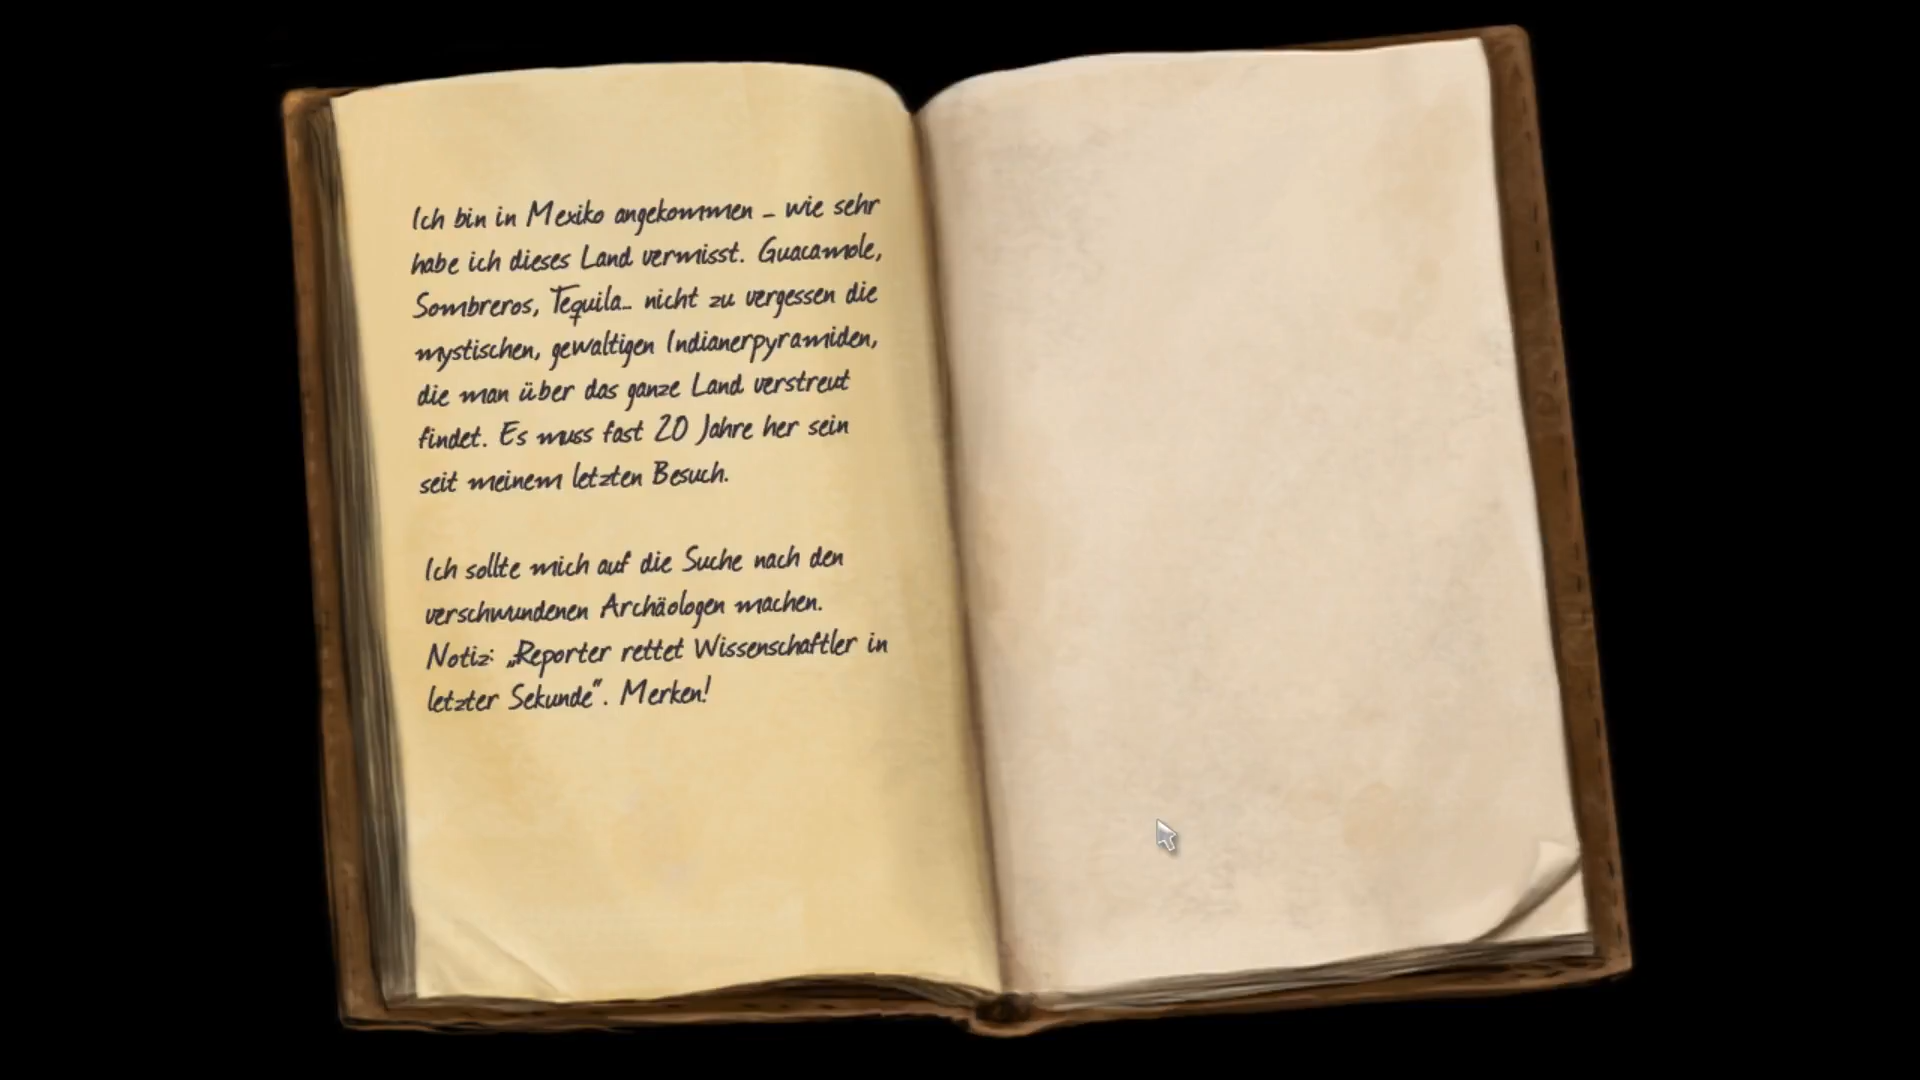 Ich bin in Mexiko angekommen – wie sehr
habe ich dieses Land vermisst. Guacamole,
Sombreros, Tequila... nicht zu vergessen die
mystischen, gewaltigen Indianerpyramiden,
die man über das ganze Land verstreut
findet. Es muss fast 20 Jahre her sein
seit meinem letzten Besuch.
Ich sollte mich auf die Suche nach den
verschwundenen Archäologen machen.
Notiz: „Reporter rettet Wissenschaftler in
letzter Sekunde“. Merken!